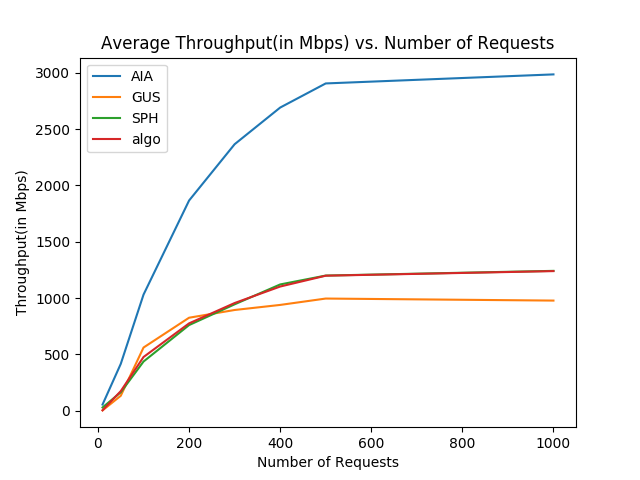 Average Throughput(in Mbps) vs. Number of Requests
AIA
GUS
SPH
algo
3000
2500
2000
1500
1000
500
0
Throughput(in Mbps)
0 200 400 600 800 1000
Number of Requests